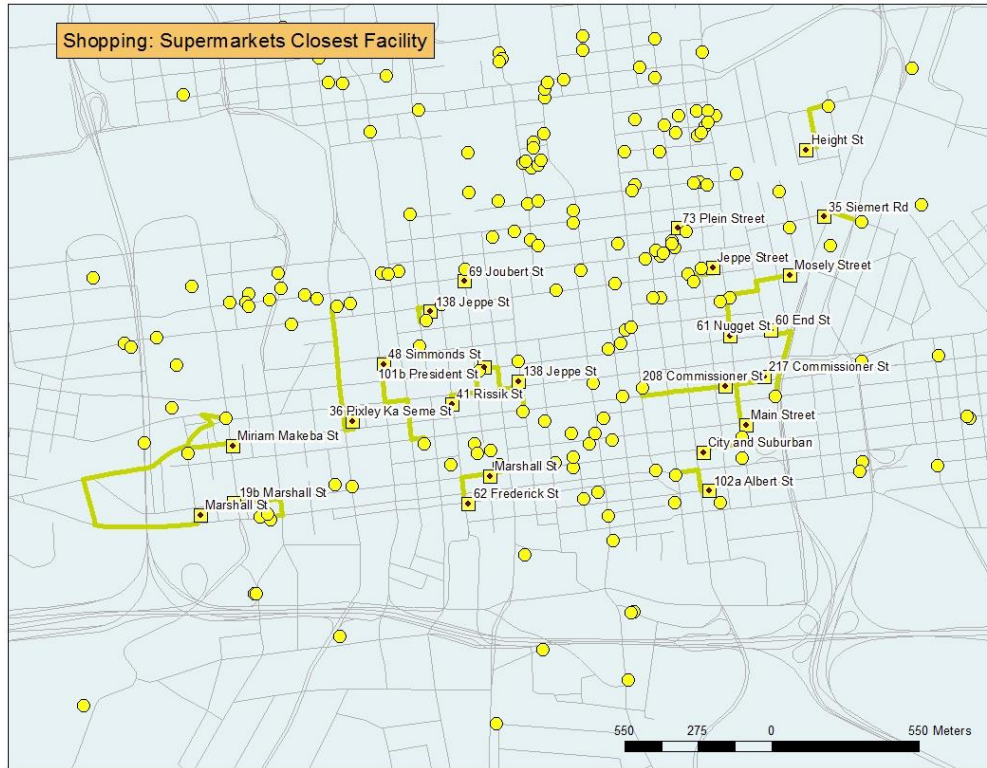 Shopping: Supermarkets Closest Facility
Height St
35 Siemert Rd
73 Plein Street
Jeppe Street
Mosely Street
69 Joubert St
138 Jeppe St
61 Nugget St
60 End St
48 Simmonds St
101b President St
138 Jeppe St
217 Commissioner St
208 Commissioner St
41 Rissik St
36 Pixley Ka Seme St
Main Street
Miriam Makeba St
City and Suburban
Marshall St
102a Albert St
19b Marshall St
62 Frederick St
Marshall St
550 275 0 550 Meters